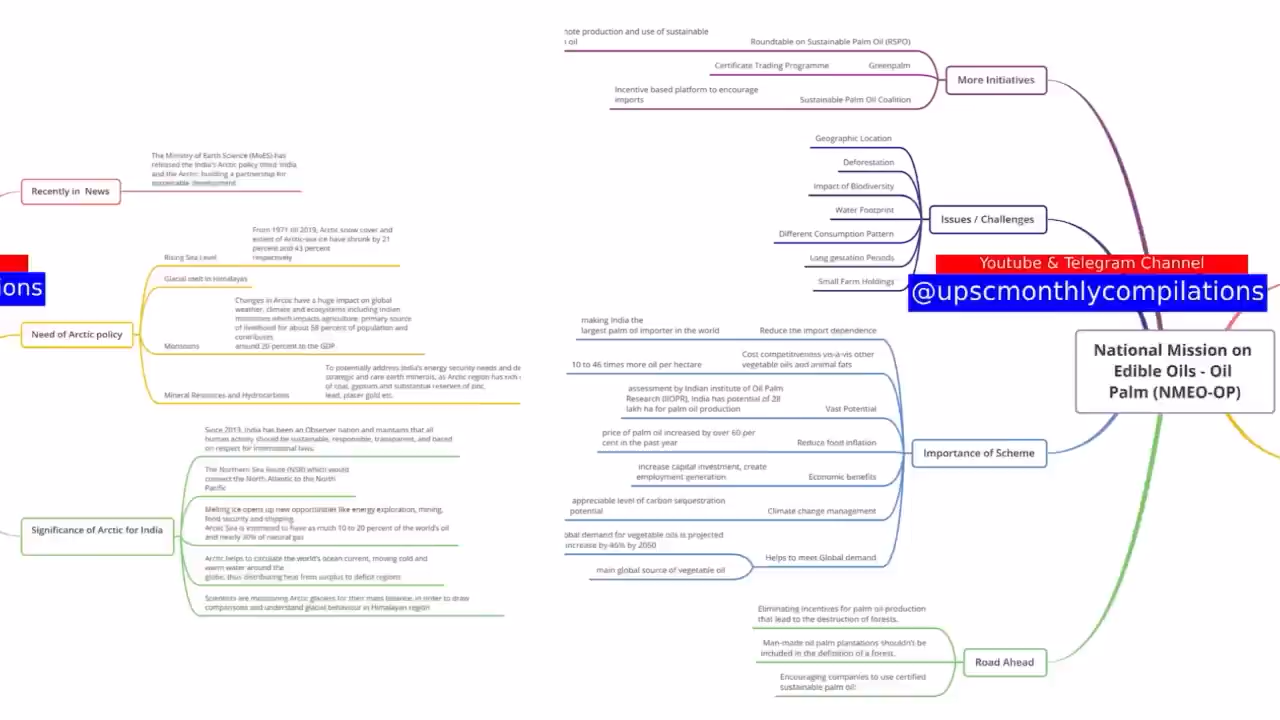 The Ministry of Earth Science (MoES) has
released the India's Arctic policy titled 'India
and the Arctic: building a partnership for
sustainable development
Recently in News
From 1971 till 2019, Arctic snow cover and
extent of Arctic-sea ice have shrunk by 21
percent and 43 percent
respectively
Rising Sea Level
Glacial melt in Himalayas
ions
Changes in Arctic have a huge impact on global
weather, climate and ecosystems including Indian
monsoons which impacts agriculture, primary source
of livelihood for about 58 percent of population and
contributes
around 20 percent to the GDP
Monsoons
Need of Arctic policy
To potentially address India's energy security needs and de
strategic and rare earth minerals, as Arctic region has rich
of coal, gypsum and substantial reserves of zinc,
lead, placer gold etc.
Mineral Resources and Hydrocarbons
Since 2013, India has been an Observer nation and maintains that all
human activity should be sustainable, responsible, transparent, and based
on respect for international laws.
The Northern Sea Route (NSR) which would
connect the North Atlantic to the North
Pacific
Melting ice opens up new opportunities like energy exploration, mining,
food security and shipping.
Arctic Sea is estimated to have as much 10 to 20 percent of the world's oil
and nearly 30% of natural gas
Significance of Arctic for India
Arctic helps to circulate the world's ocean current, moving cold and
warm water around the
globe, thus distributing heat from surplus to deficit regions
Scientists are monitoring Arctic glaciers for their mass balance, in order to draw
comparisons and understand glacial behaviour in Himalayan region
note production and use of sustainable
oil
Roundtable on Sustainable Palm Oil (RSPO)
Certificate Trading Programme
Greenpalm
More Initiatives
Incentive based platform to encourage
imports
Sustainable Palm Oil Coalition
Geographic Location
Deforestation
Impact of Biodiversity
Water Footprint
Issues / Challenges
Different Consumption Pattern
Long gestation Periods
Small Farm Holdings
Youtube & Telegram Channel
@upscmonthlycompilations
National Mission on
Edible Oils - Oil
Palm (NMEO-OP)
making India the
largest palm oil importer in the world
Reduce the import dependence
10 to 46 times more oil per hectare
Cost competitiveness vis-à-vis other
vegetable oils and animal fats
assessment by Indian institute of Oil Palm
Research (IIOPR), India has potential of 28
lakh ha for palm oil production
Vast Potential
price of palm oil increased by over 60 per
cent in the past year
Reduce food inflation
Importance of Scheme
increase capital investment, create
employment generation
Economic benefits
appreciable level of carbon sequestration
potential
Climate change management
obal demand for vegetable oils is projected
increase by 46% by 2050
main global source of vegetable oil
Helps to meet Global demand
Eliminating incentives for palm oil production
that lead to the destruction of forests.
Man-made oil palm plantations shouldn't be
included in the definition of a forest.
Road Ahead
Encouraging companies to use certified
sustainable palm oil: